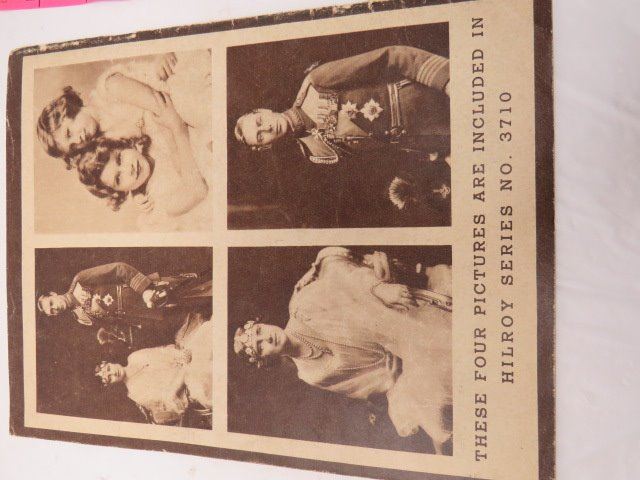 THESE FOUR PICTURES ARE INCLUDED IN
HILROY SERIES NO. 3710